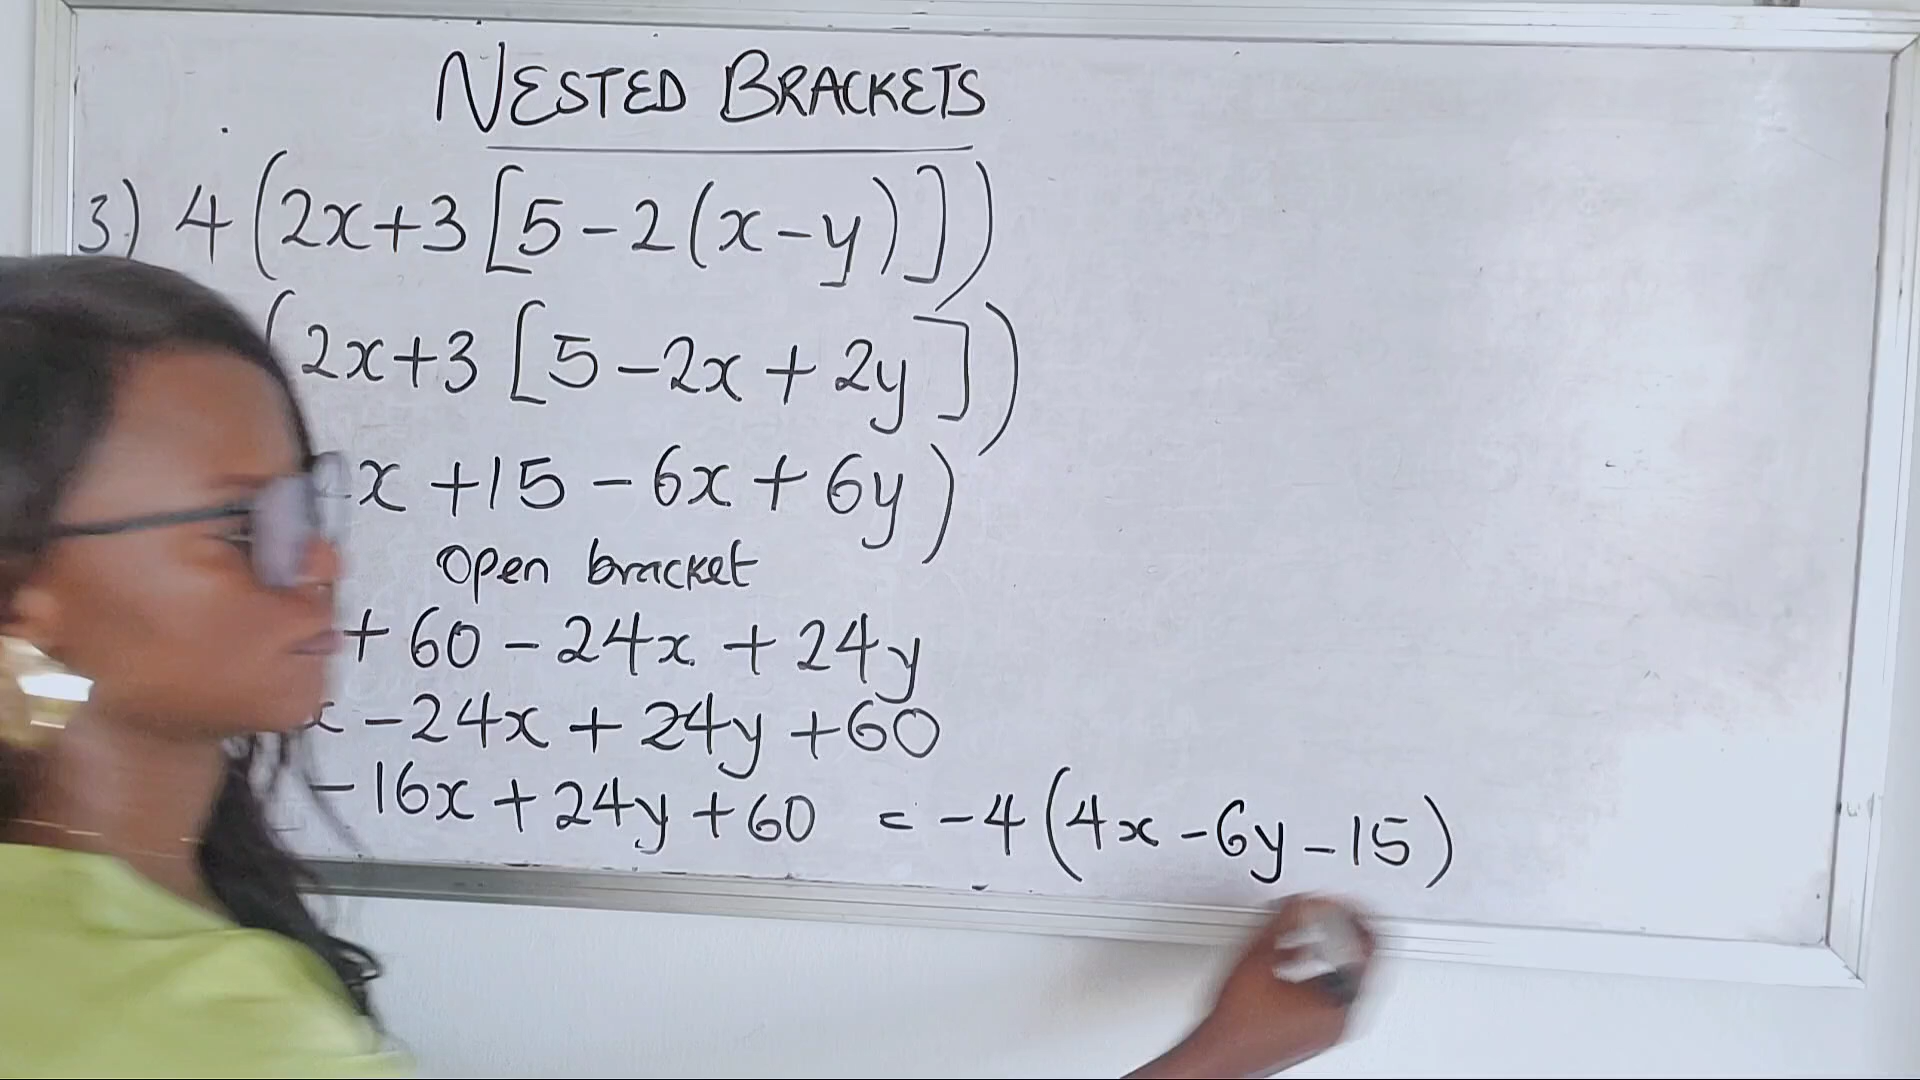 NESTED BRACKETS
3) 4(2x+3[5-2(x-y)])
(2x+3[5-2x+2y])
x+15-6x+6y)
open bracket
+60-24x+24y
x-24x+24y+60
-16x+24y+60 = -4(4x-6y-15)